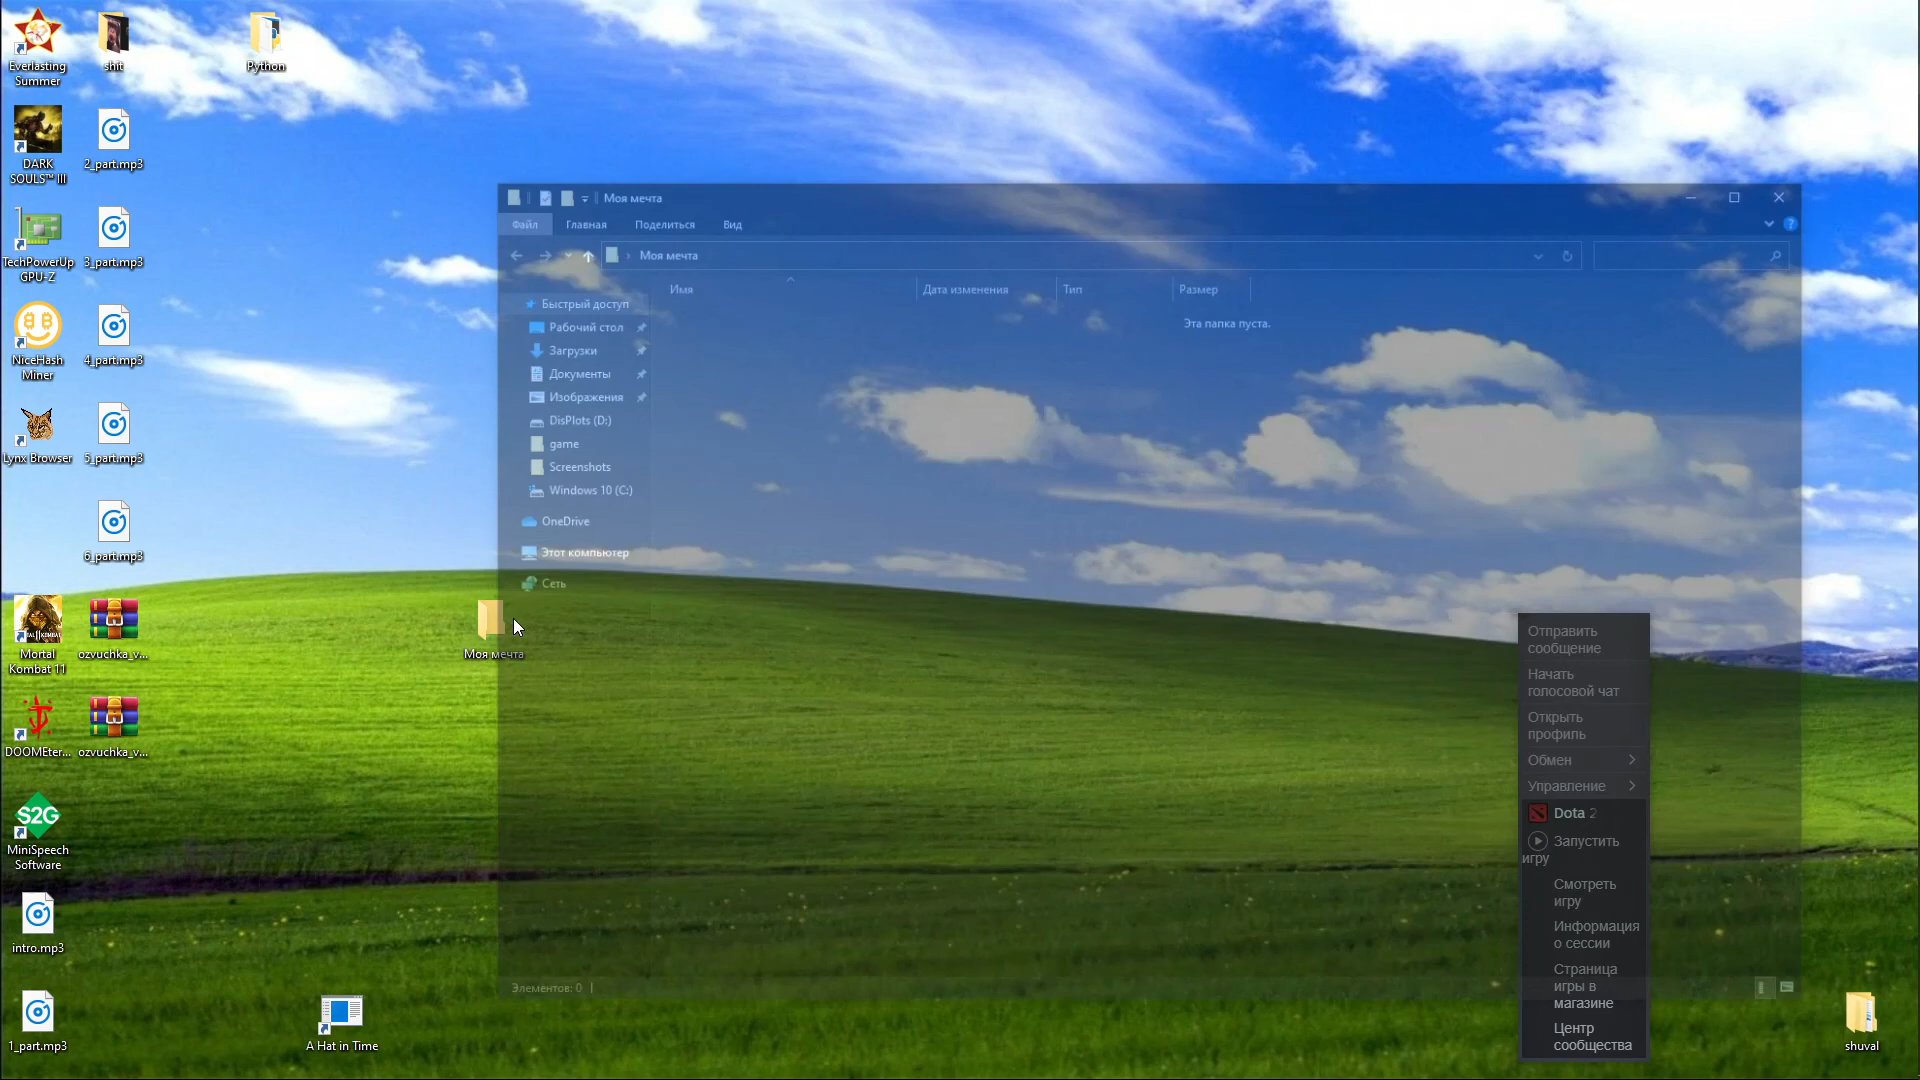 Everlasting
Summer
shit
Python
DARK
SOULS™ III
2_part.mp3
TechPowerUp
GPU-Z
3_part.mp3
NiceHash
Miner
4_part.mp3
Lynx Browser
5_part.mp3
6_part.mp3
Mortal
Kombat 11
ozvuchka_v...
DOOMEter...
ozvuchka_v...
S2G
MiniSpeech
Software
intro.mp3
1_part.mp3
A Hat in Time
Моя мечта
shuval
Моя мечта
Файл
Главная
Поделиться
Вид
Моя мечта
Имя
Дата изменения
Тип
Размер
Эта папка пуста.
Быстрый доступ
Рабочий стол
Загрузки
Документы
Изображения
DisPlots (D:)
game
Screenshots
Windows 10 (C:)
OneDrive
Этот компьютер
Сеть
Элементов: 0
Отправить
сообщение
Начать
голосовой чат
Открыть
профиль
Обмен
Управление
Dota 2
Запустить
игру
Смотреть
игру
Информация
о сессии
Страница
игры в
магазине
Центр
сообщества